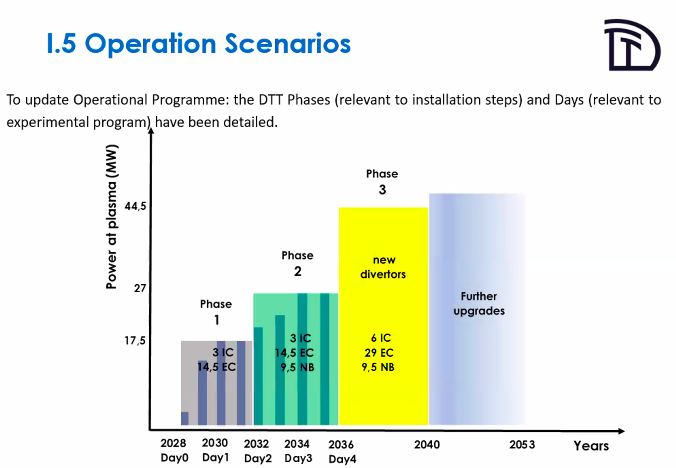 I.5 Operation Scenarios
DTT
To update Operational Programme: the DTT Phases (relevant to installation steps) and Days (relevant to
experimental program) have been detailed.
Power at plasma (MW)
44,5
27
17,5
Phase
1
3 IC
14,5 EC
Phase
2
3 IC
14,5 EC
9,5 NB
Phase
3
new
divertors
6 IC
29 EC
9,5 NB
Further
upgrades
2028 2030 2032 2034 2036 2040 2053 Years
Day0 Day1 Day2 Day3 Day4